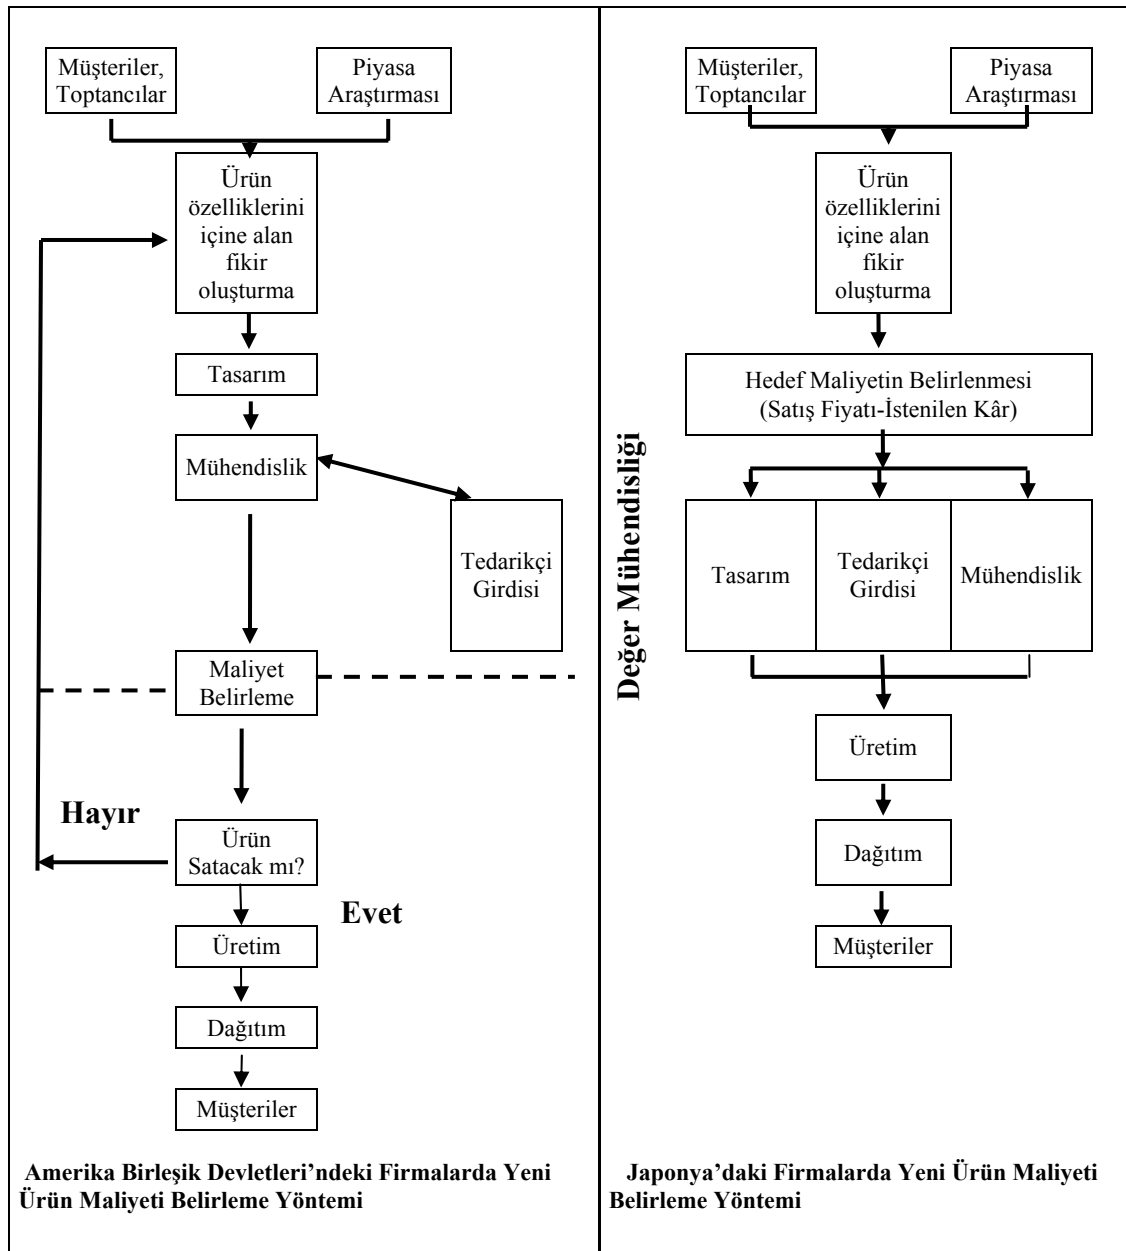 Müşteriler,
Toptancılar
Piyasa
Araştırması
Ürün
özelliklerini
içine alan
fikir
oluşturma
Tasarım
Mühendislik
Tedarikçi
Girdisi
Maliyet
Belirleme
Hayır
Ürün
Satacak mı?
Evet
Üretim
Dağıtım
Müşteriler
Amerika Birleşik Devletleri’ndeki Firmalarda Yeni
Ürün Maliyeti Belirleme Yöntemi
Müşteriler,
Toptancılar
Piyasa
Araştırması
Ürün
özelliklerini
içine alan
fikir
oluşturma
Hedef Maliyetin Belirlenmesi
(Satış Fiyatı-İstenilen Kâr)
Değer Mühendisliği
Tasarım
Tedarikçi
Girdisi
Mühendislik
Üretim
Dağıtım
Müşteriler
Japonya’daki Firmalarda Yeni Ürün Maliyeti
Belirleme Yöntemi